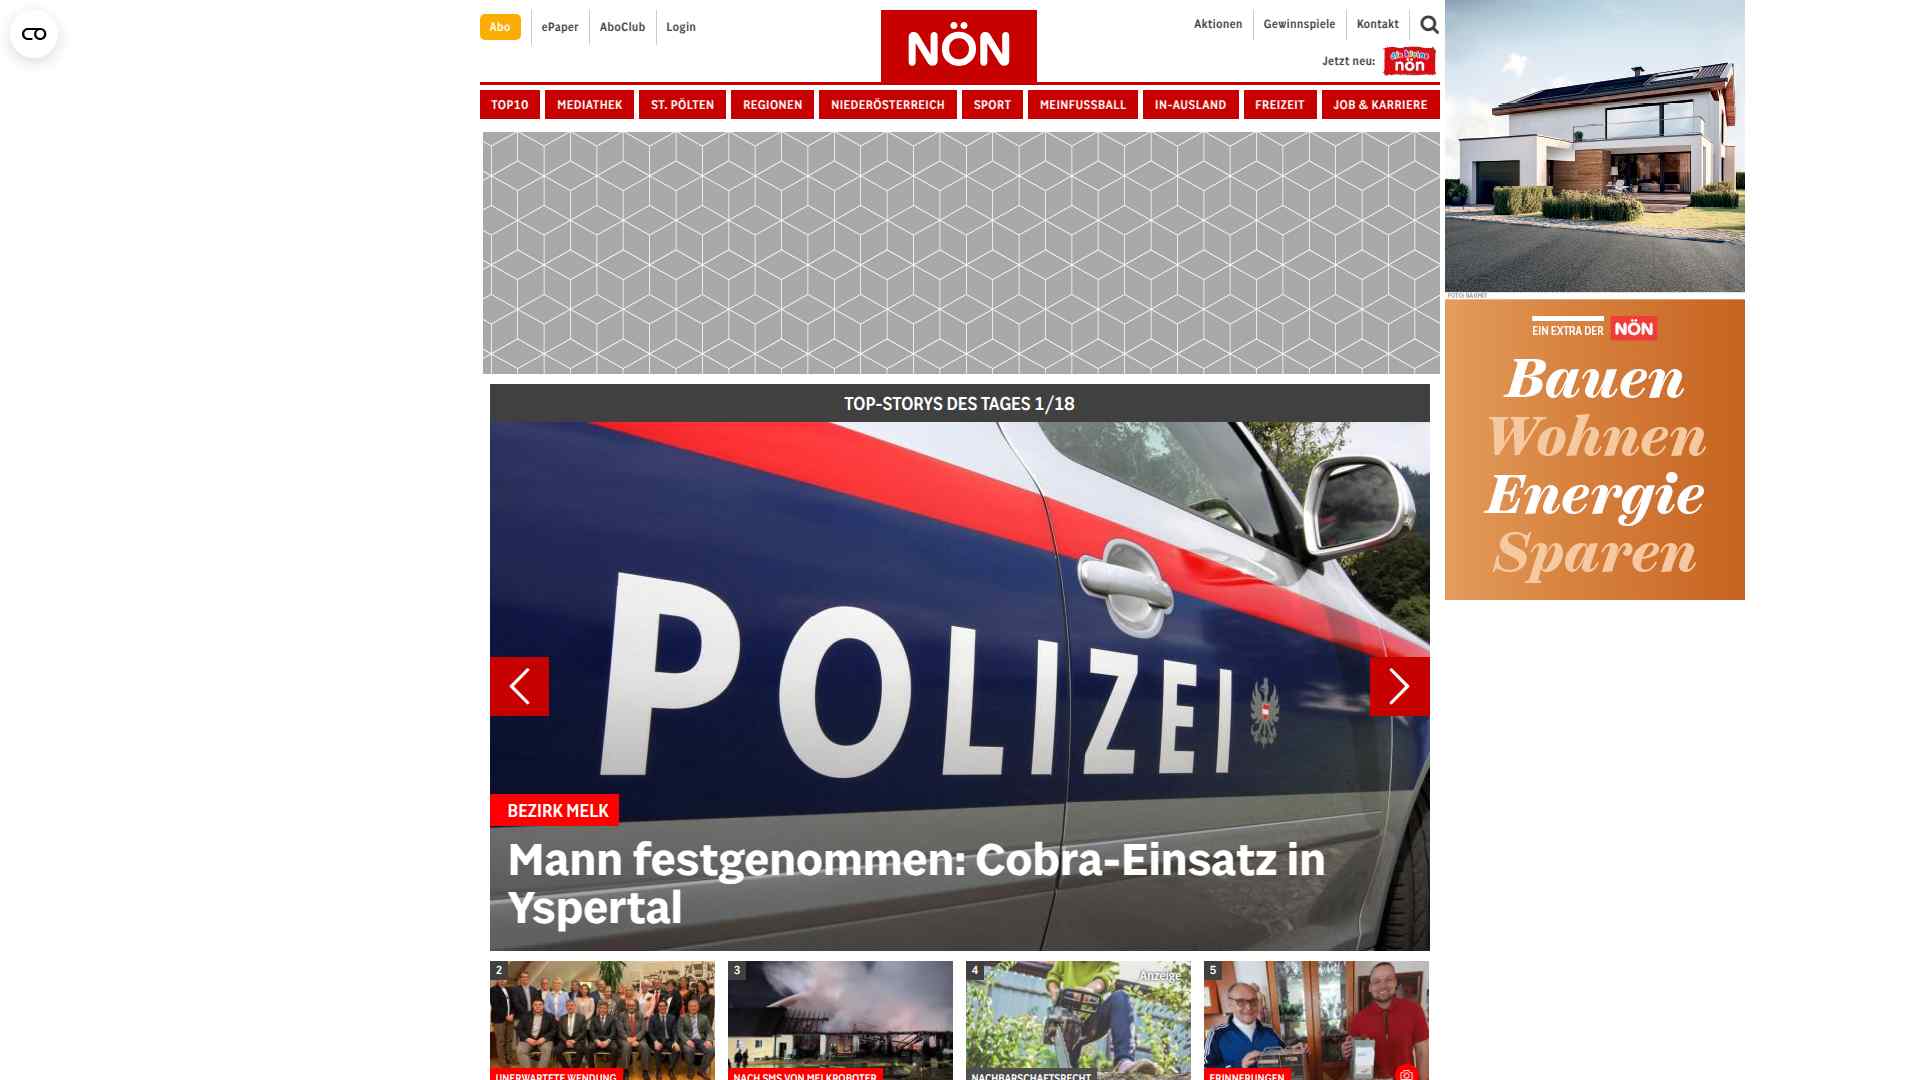 Abo
ePaper
AboClub
Login
NÖN
Aktionen
Gewinnspiele
Kontakt
Jetzt neu:
die kleine
nön
TOP10
MEDIATHEK
ST. PÖLTEN
REGIONEN
NIEDERÖSTERREICH
SPORT
MEINFUSSBALL
IN-AUSLAND
FREIZEIT
JOB & KARRIERE
EIN EXTRA DER NÖN
Bauen
Wohnen
Energie
Sparen
TOP-STORYS DES TAGES 1/18
POLIZEI
BEZIRK MELK
Mann festgenommen: Cobra-Einsatz in
Yspertal
2
UNERWARTETE WENDUNG
3
NACH SMS VON MELKROBOTER
4
Anzeige
NACHBARSCHAFTSRECHT
5
ERINNERUNGEN